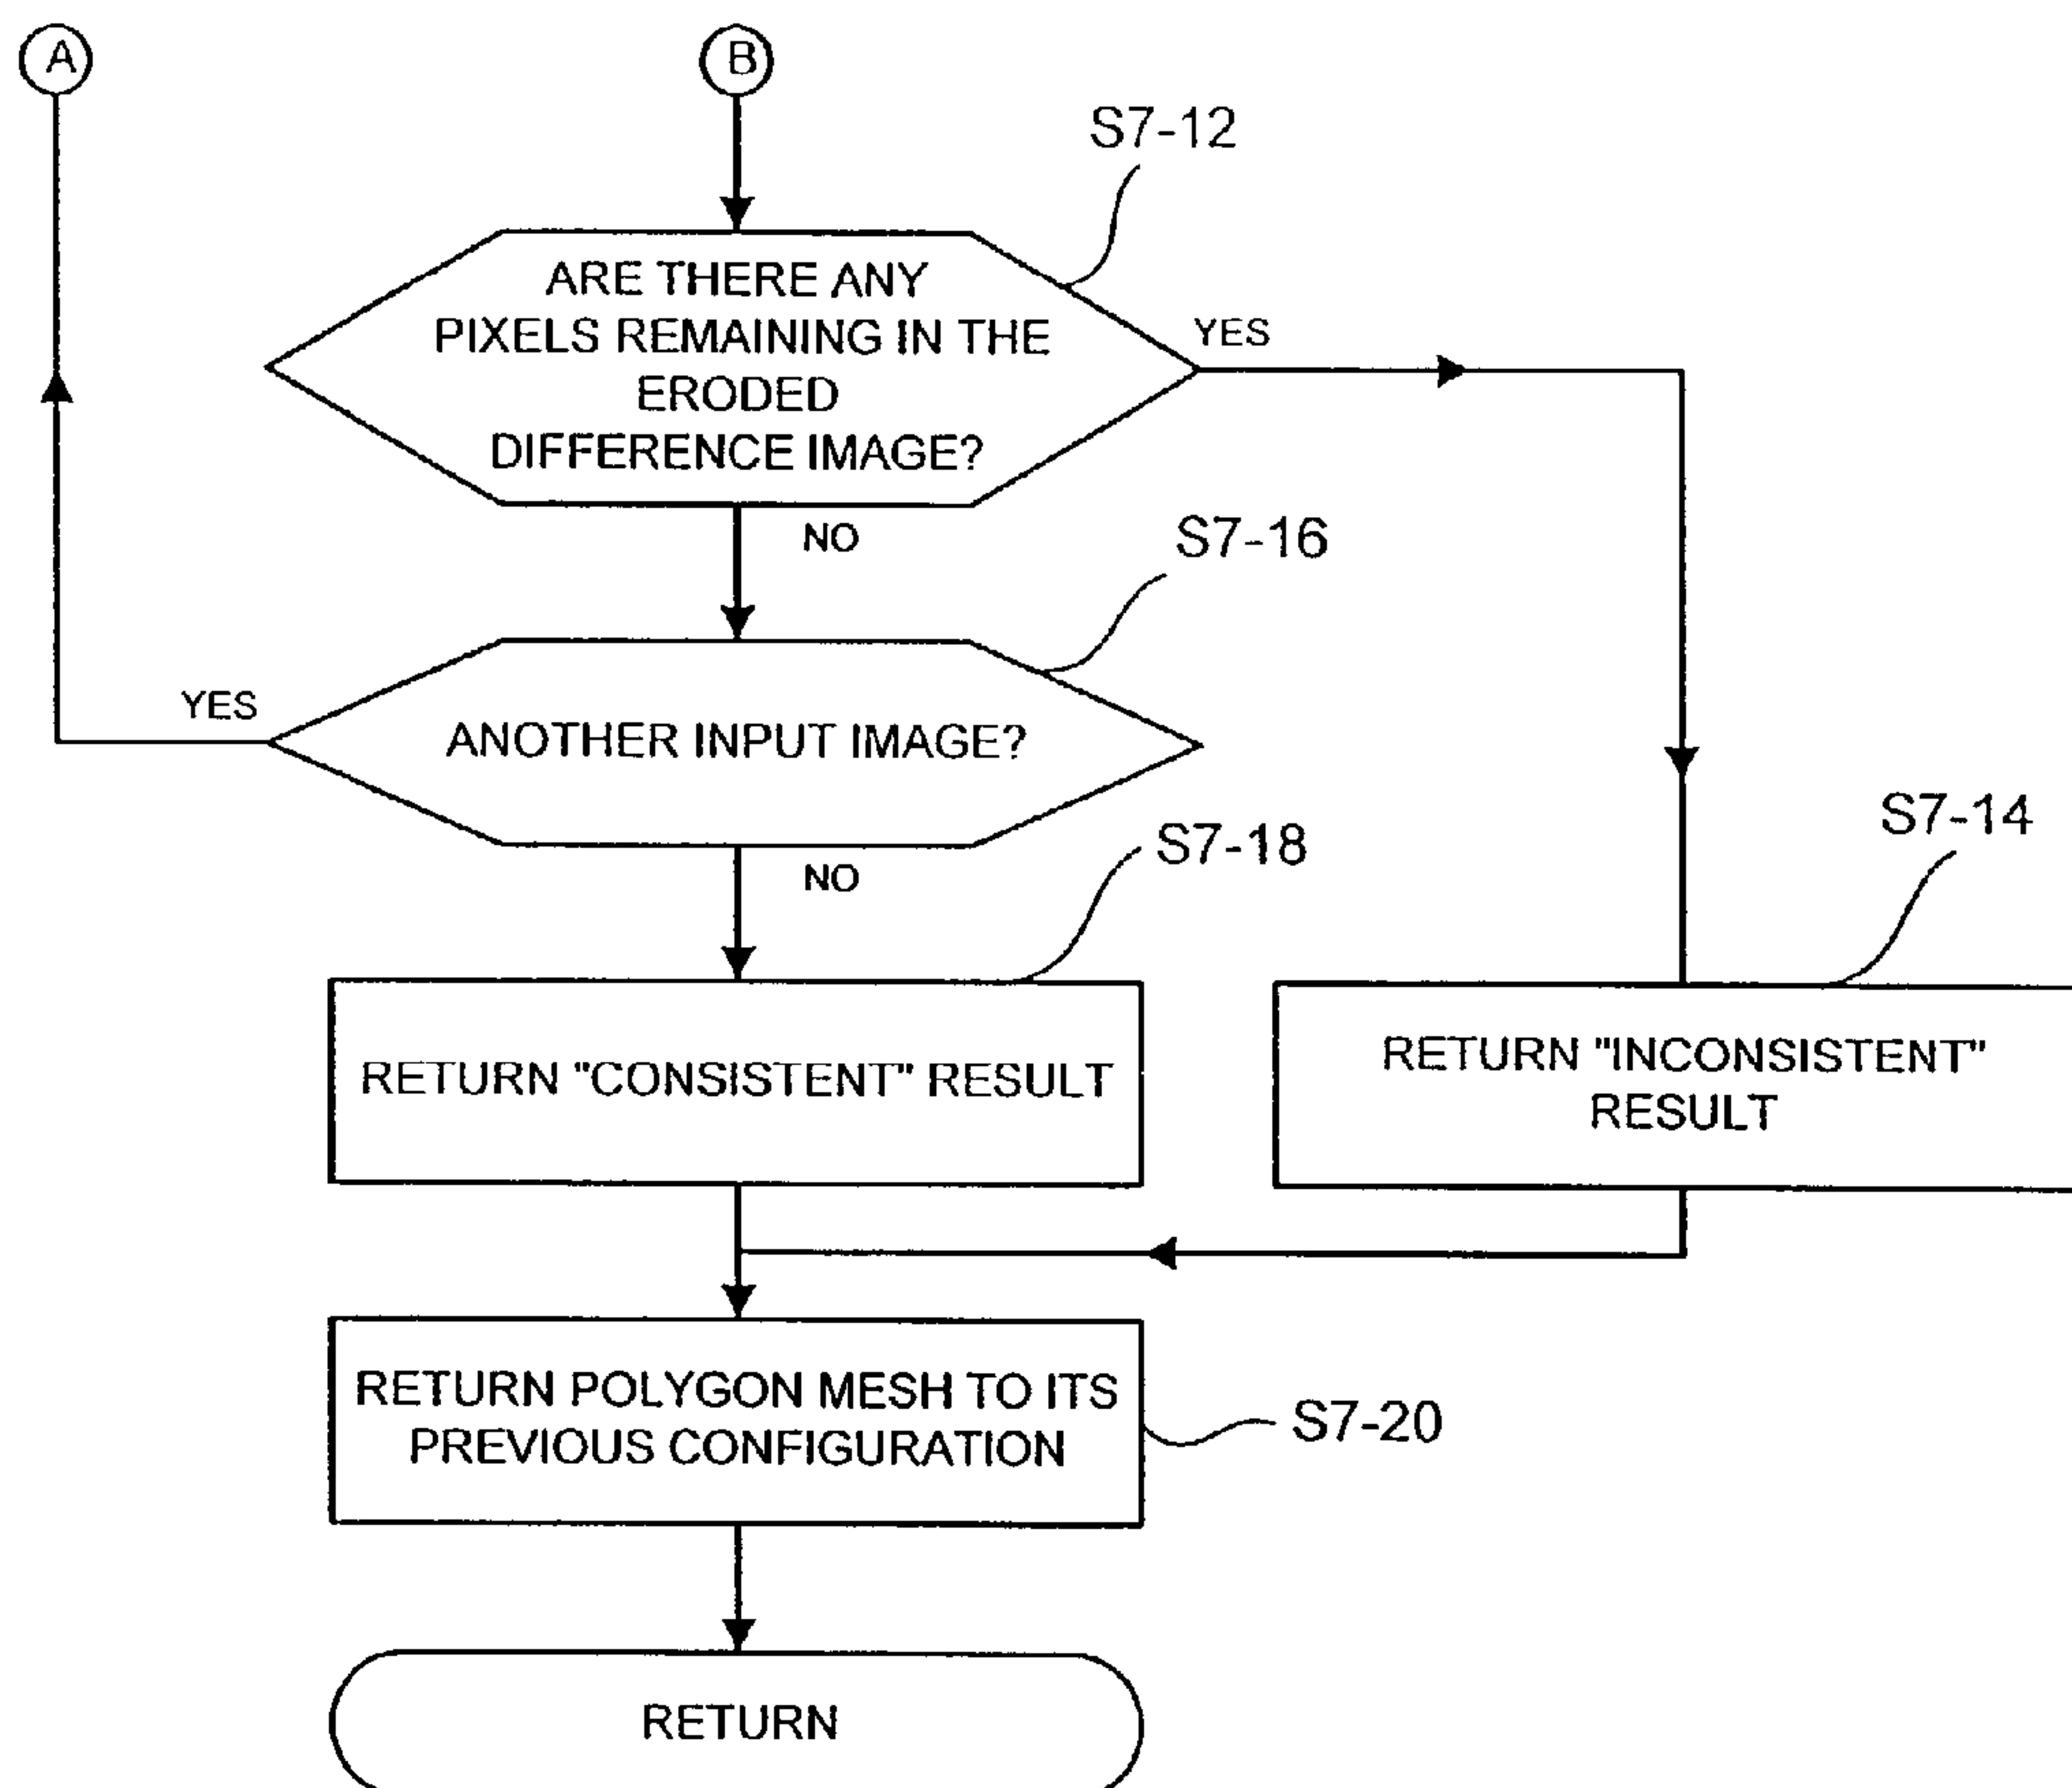 A
B
S7-12
ARE THERE ANY
PIXELS REMAINING IN THE
ERODED
DIFFERENCE IMAGE?
YES
NO
S7-16
YES
ANOTHER INPUT IMAGE?
NO
S7-18
S7-14
RETURN "CONSISTENT" RESULT
RETURN "INCONSISTENT"
RESULT
RETURN POLYGON MESH TO ITS
PREVIOUS CONFIGURATION
S7-20
RETURN